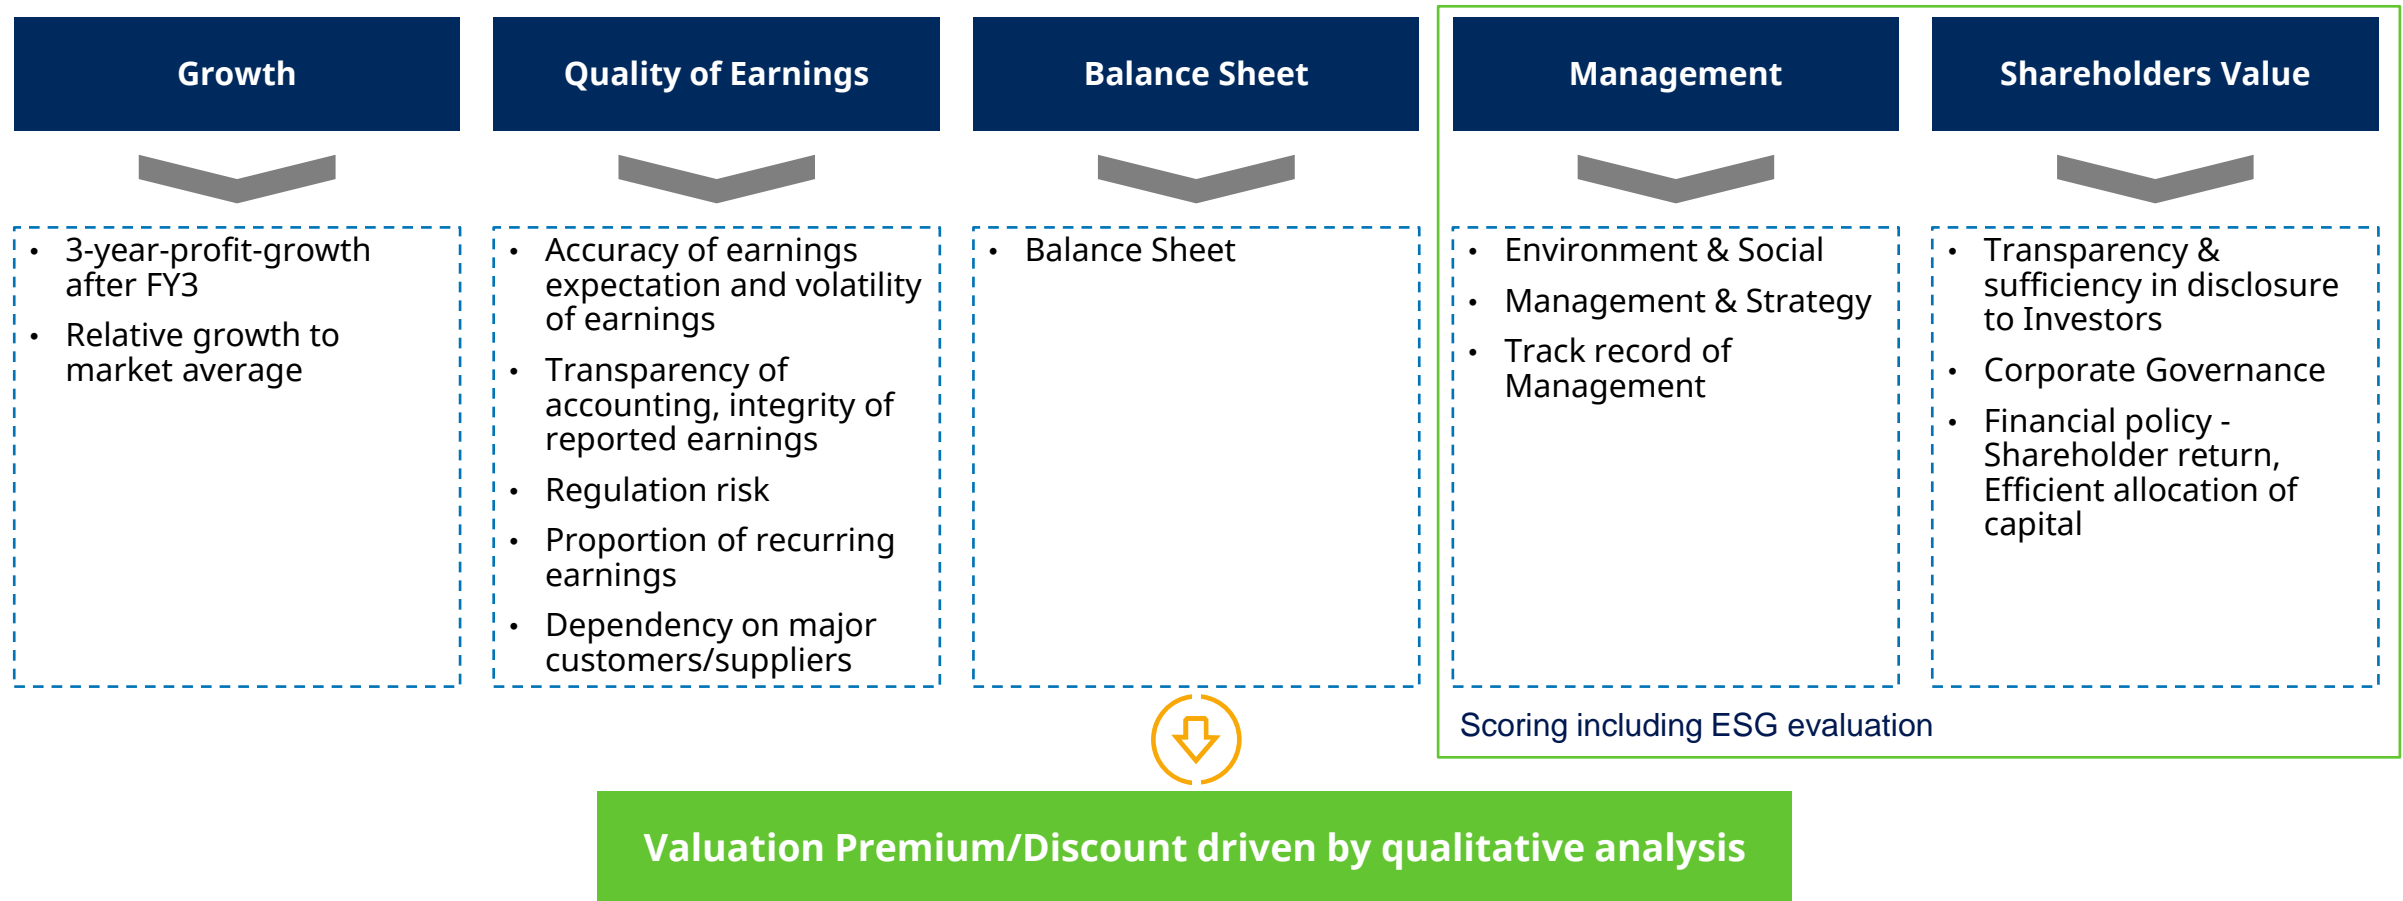 Growth
Quality of Earnings
Balance Sheet
Management
Shareholders Value
• 3-year-profit-growth
after FY3
• Relative growth to
market average
• Accuracy of earnings
expectation and volatility
of earnings
• Transparency of
accounting, integrity of
reported earnings
• Regulation risk
• Proportion of recurring
earnings
• Dependency on major
customers/suppliers
• Balance Sheet
• Environment & Social
• Management & Strategy
• Track record of
Management
• Transparency &
sufficiency in disclosure
to Investors
• Corporate Governance
• Financial policy -
Shareholder return,
Efficient allocation of
capital
Scoring including ESG evaluation
Valuation Premium/Discount driven by qualitative analysis